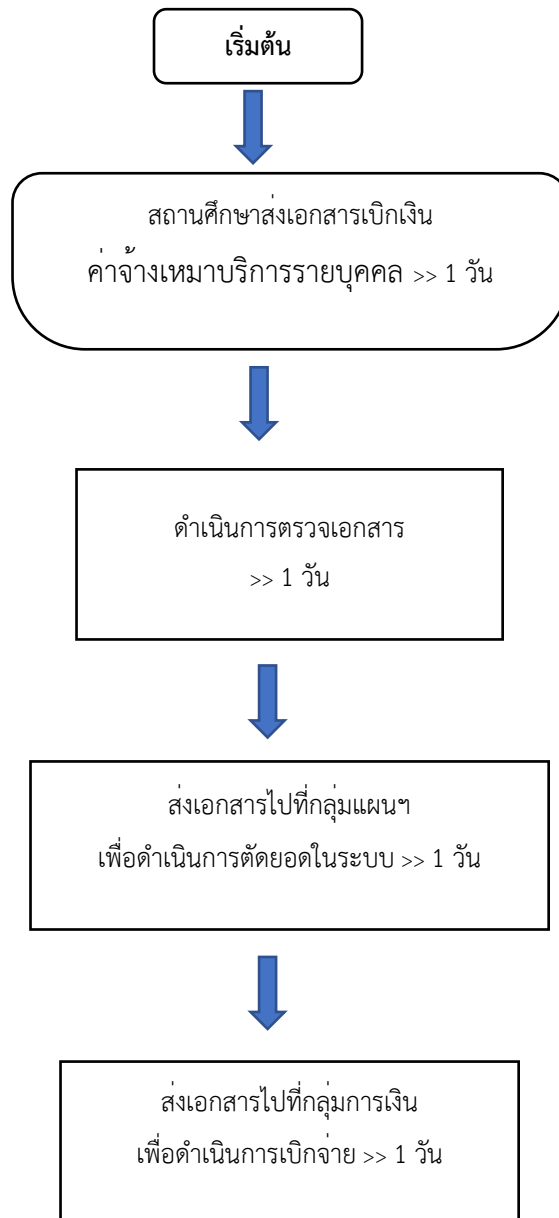 เริ่มต้น
สถานศึกษาส่งเอกสารเบิกเงิน
ค่าจ้างเหมาบริการรายบุคคล >> 1 วัน
ดำเนินการตรวจเอกสาร
>> 1 วัน
ส่งเอกสารไปที่กลุ่มแผนฯ
เพื่อดำเนินการตัดยอดในระบบ >> 1 วัน
ส่งเอกสารไปที่กลุ่มการเงิน
เพื่อดำเนินการเบิกจ่าย >> 1 วัน